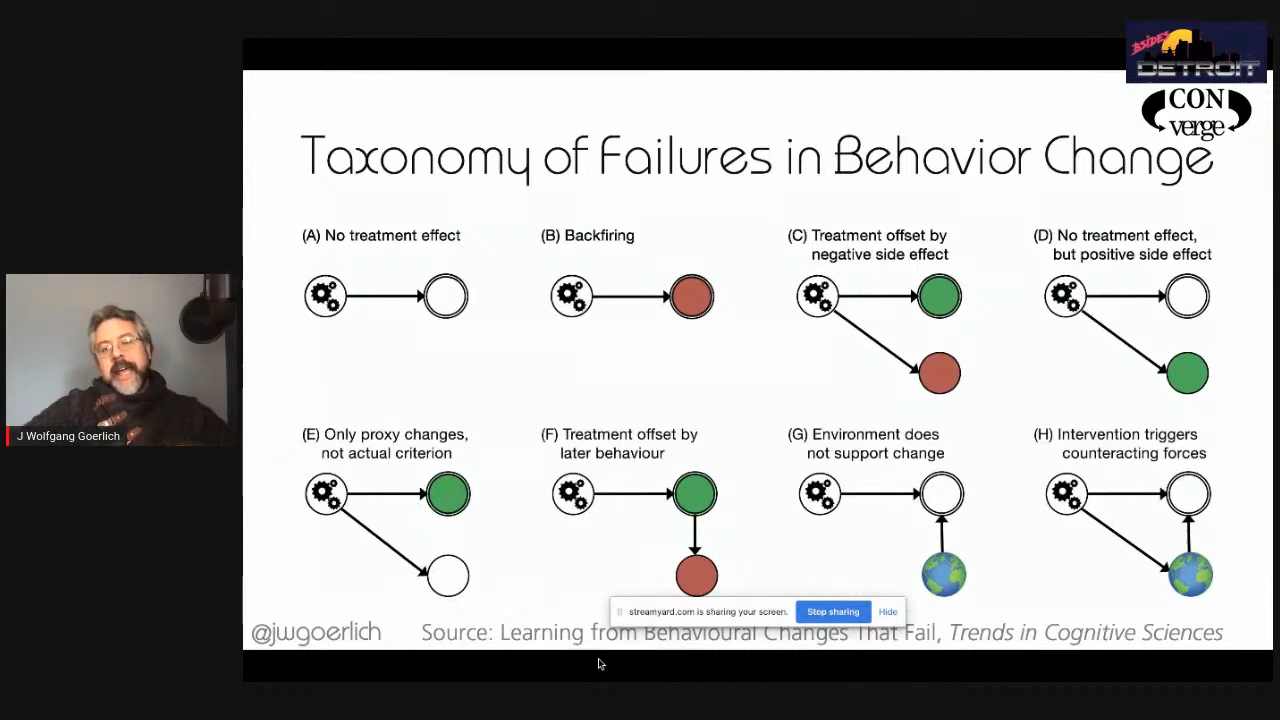 BSIDES
DETROIT
CON
verge
Taxonomy of Failures in Behavior Change
(A) No treatment effect
(B) Backfiring
(C) Treatment offset by
negative side effect
(D) No treatment effect,
but positive side effect
(E) Only proxy changes,
not actual criterion
(F) Treatment offset by
later behaviour
(G) Environment does
not support change
(H) Intervention triggers
counteracting forces
J Wolfgang Goerlich
streamyard.com is sharing your screen.
Stop sharing
Hide
@jwgoerlich
Source: Learning from Behavioural Changes That Fail, Trends in Cognitive Sciences